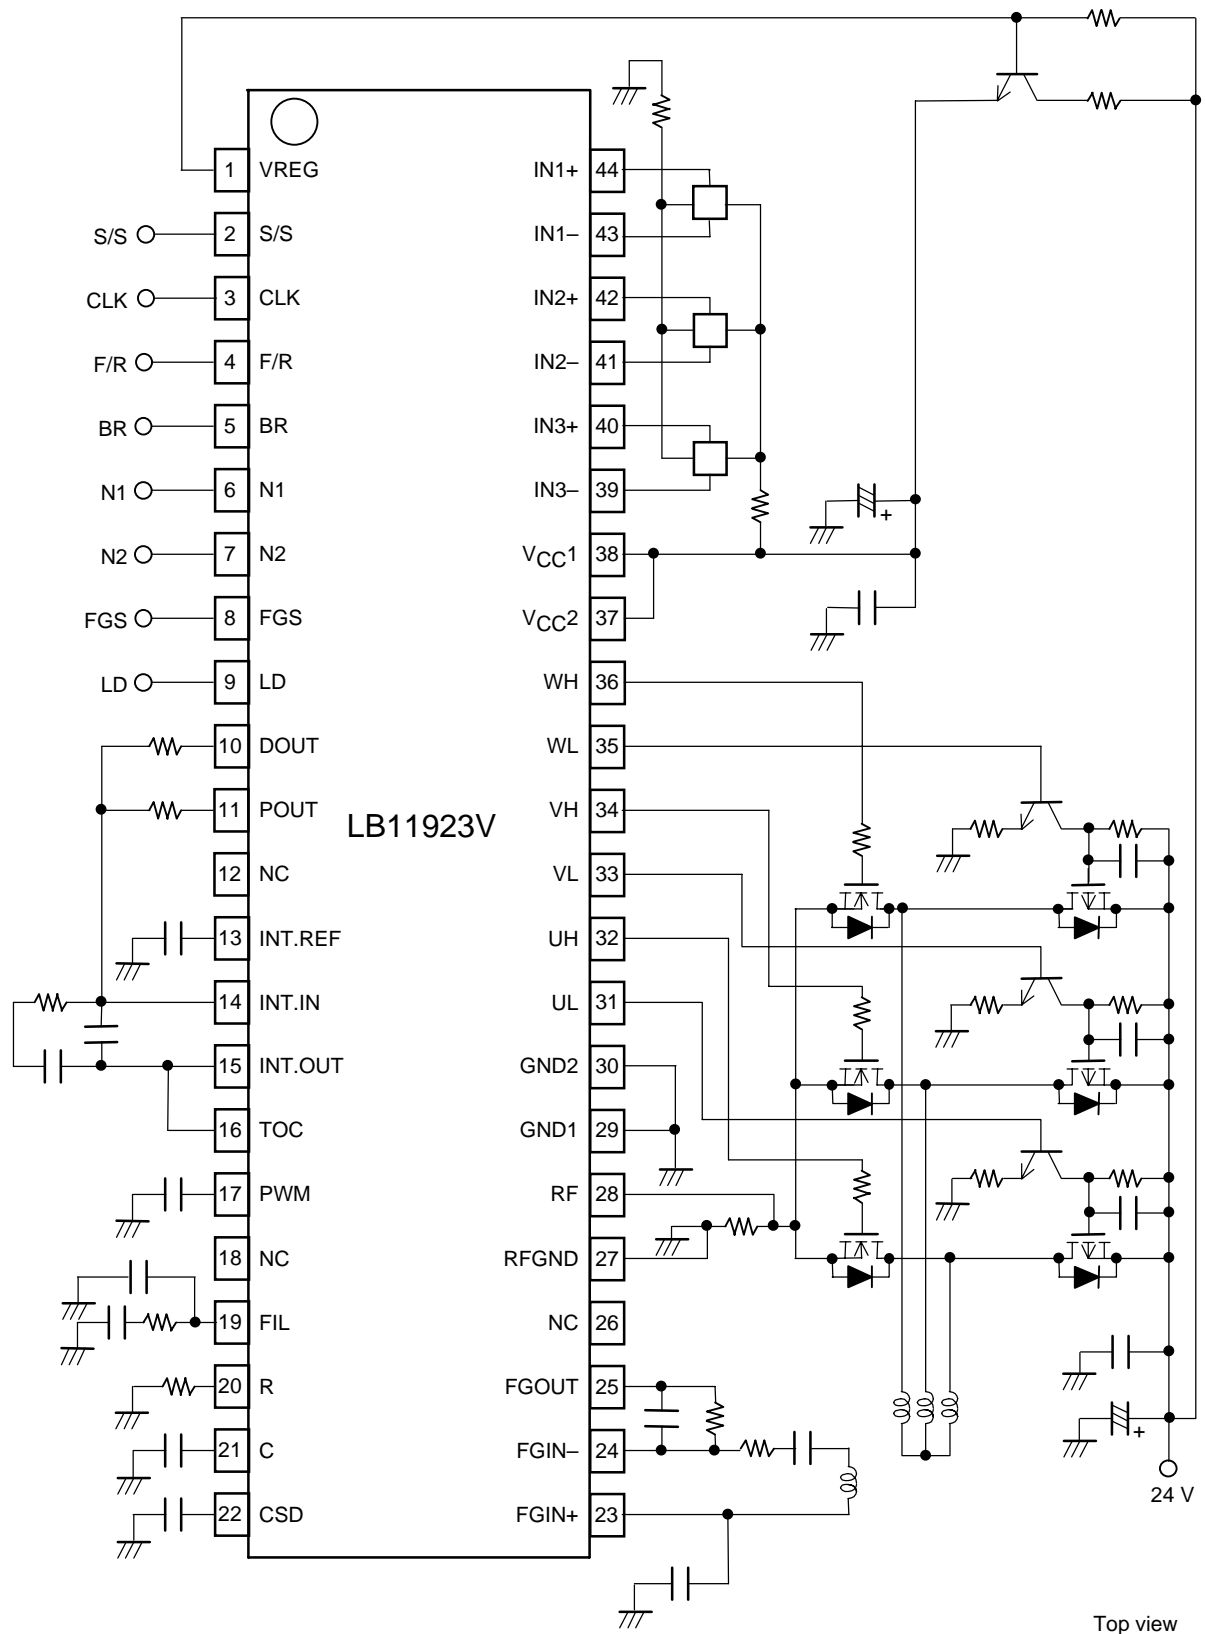 1 VREG IN1+ 44
S/S 2 S/S IN1– 43
CLK 3 CLK IN2+ 42
F/R 4 F/R IN2– 41
BR 5 BR IN3+ 40
N1 6 N1 IN3– 39
+
N2 7 N2 VCC1 38
FGS 8 FGS VCC2 37
LD 9 LD WH 36
10 DOUT WL 35
11 POUT VH 34
LB11923V
12 NC VL 33
13 INT.REF UH 32
14 INT.IN UL 31
15 INT.OUT GND2 30
16 TOC GND1 29
17 PWM RF 28
18 NC RFGND 27
19 FIL NC 26
20 R FGOUT 25
+
21 C FGIN– 24
24 V
22 CSD FGIN+ 23
Top view